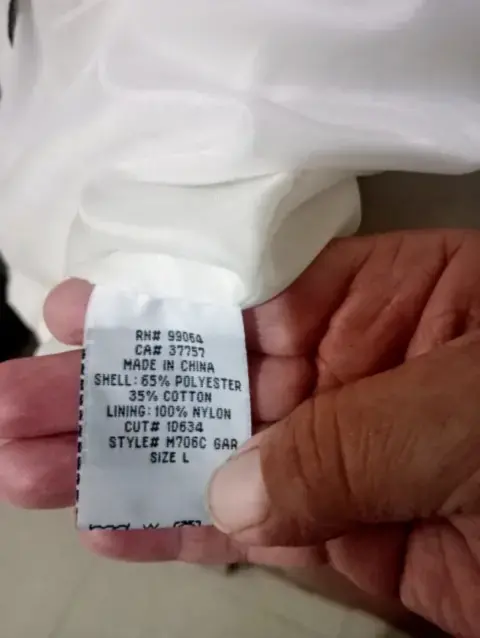 RN# 99064
CA# 37757
MADE IN CHINA
SHELL: 65% POLYESTER
35% COTTON
LINING: 100% NYLON
CUT# 1D634
STYLE# M706C GAR
SIZE L